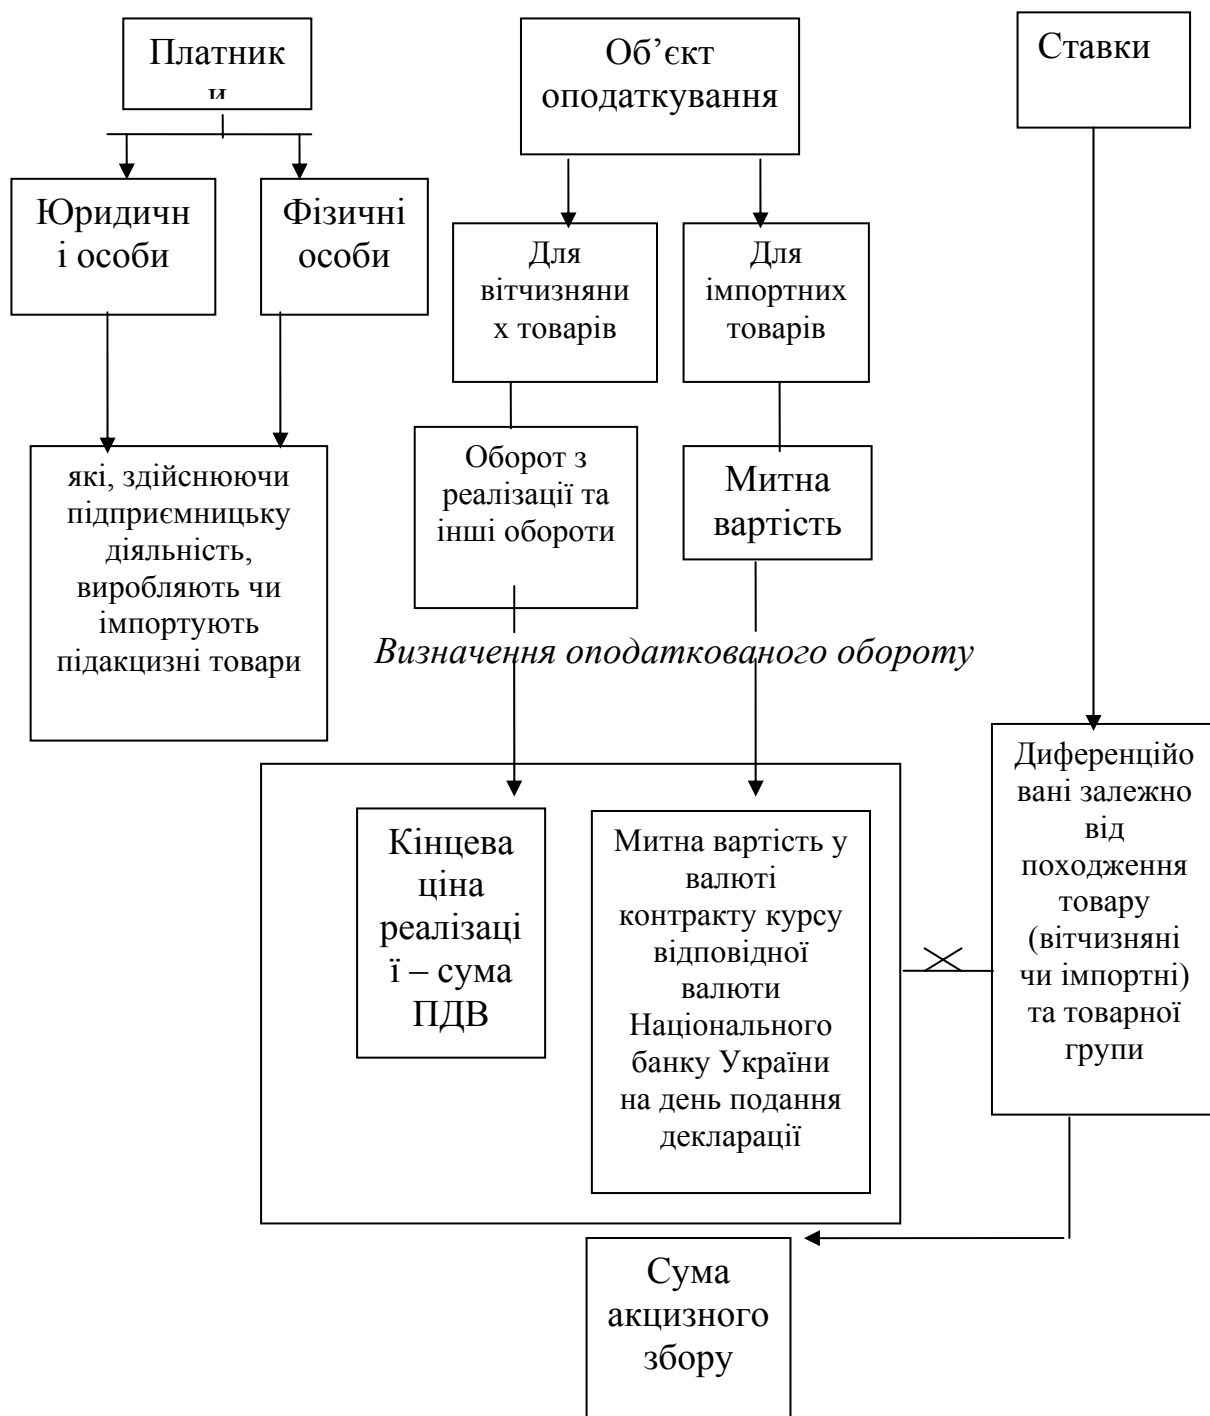 Платник
и
Об’єкт
оподаткування
Ставки
Юридичн
і особи
Фізичні
особи
Для
вітчизняни
х товарів
Для
імпортних
товарів
які, здійснюючи
підприємницьку
діяльність,
виробляють чи
імпортують
підакцизні товари
Оборот з
реалізації та
інші обороти
Митна
вартість
Визначення оподаткованого обороту
Кінцева
ціна
реалізаці
ї – сума
ПДВ
Митна вартість у
валюті
контракту курсу
відповідної
валюти
Національного
банку України
на день подання
декларації
Диференційо
вані залежно
від
походження
товару
(вітчизняні
чи імпортні)
та товарної
групи
Сума
акцизного
збору